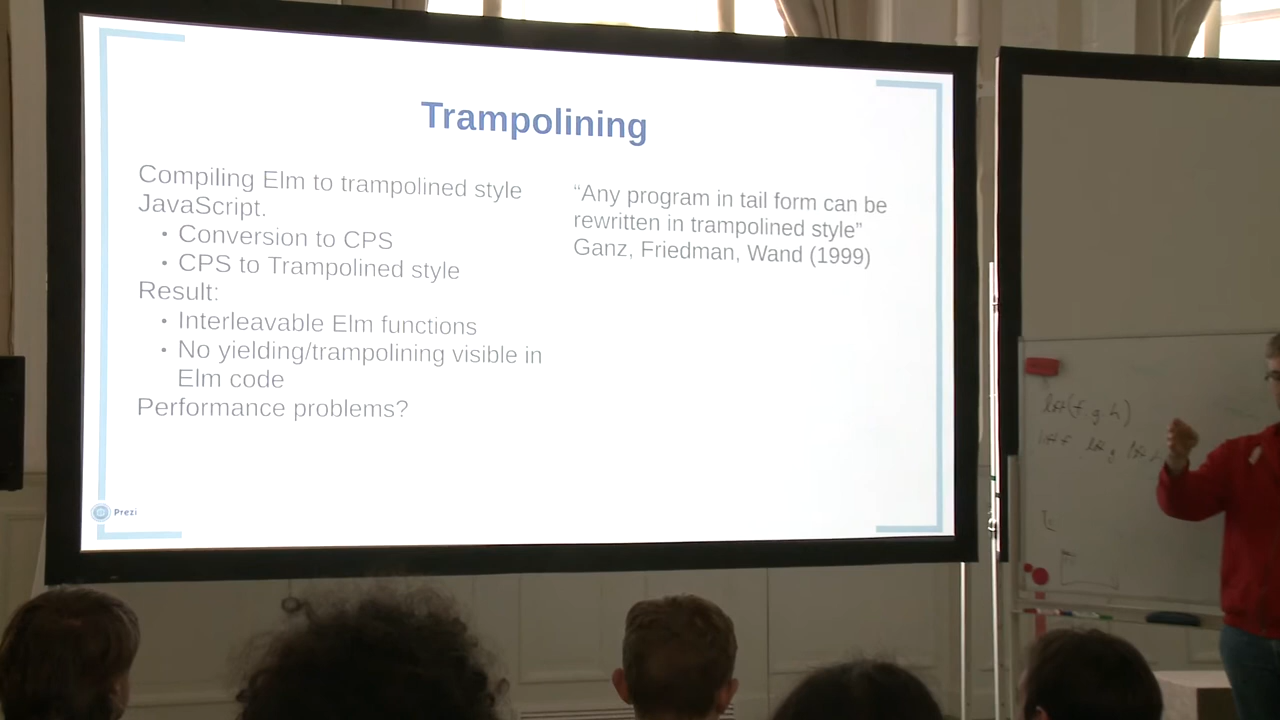 Trampolining
Compiling Elm to trampolined style
JavaScript.
• Conversion to CPS
• CPS to Trampolined style
Result:
• Interleavable Elm functions
• No yielding/trampolining visible in
Elm code
Performance problems?
“Any program in tail form can be
rewritten in trampolined style”
Ganz, Friedman, Wand (1999)
Prezi